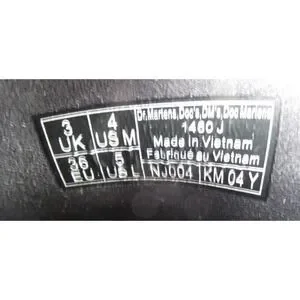 3 UK
4 US M
36 EU
5 US L
Dr.Martens, Doc's, DM's, Doc Martens
1460 J
Made in Vietnam
Fabriqué au Vietnam
NJ004
KM 04 Y